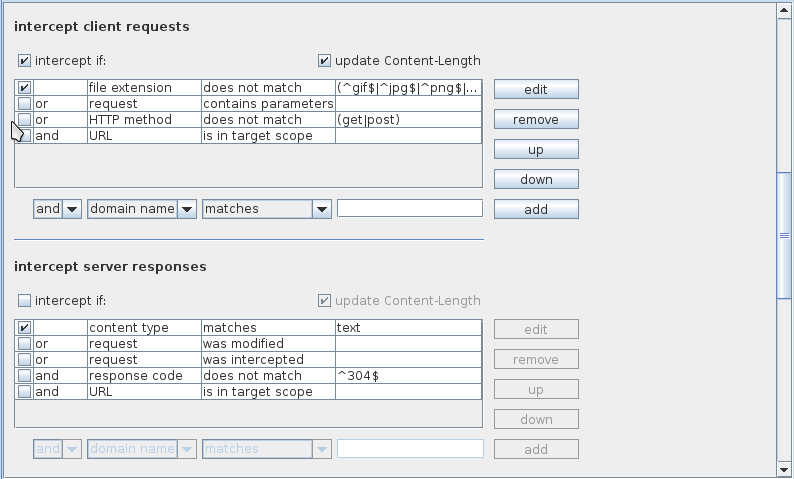 intercept client requests
intercept if: update Content-Length
file extension does not match (^gif$|^jpg$|^png$|... edit
or request contains parameters
or HTTP method does not match (get|post) remove
and URL is in target scope
up
down
and domain name matches add
intercept server responses
intercept if: update Content-Length
content type matches text edit
or request was modified
or request was intercepted remove
and response code does not match ^304$
and URL is in target scope up
down
and domain name matches add